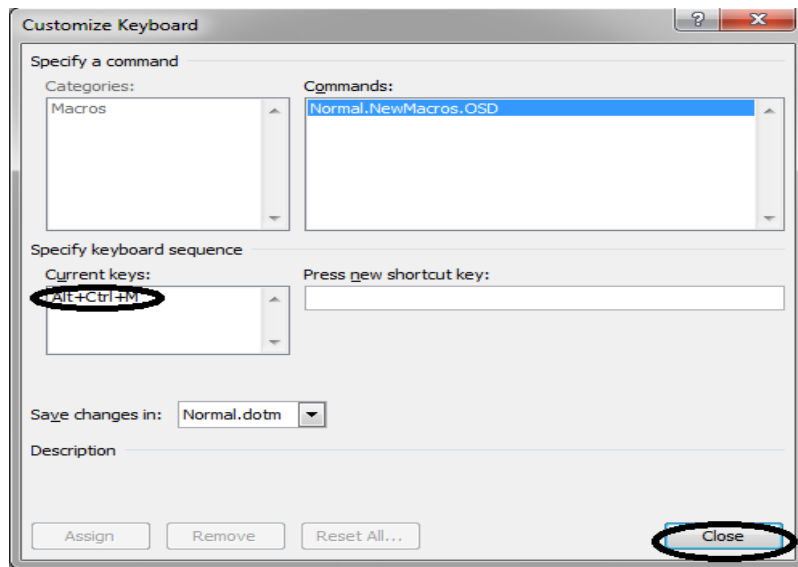 Customize Keyboard
Specify a command
Categories:
Commands:
Macros
Normal.NewMacros.OSD
Specify keyboard sequence
Current keys:
Press new shortcut key:
Alt+Ctrl+M
Save changes in: Normal.dotm
Description
Assign Remove Reset All... Close